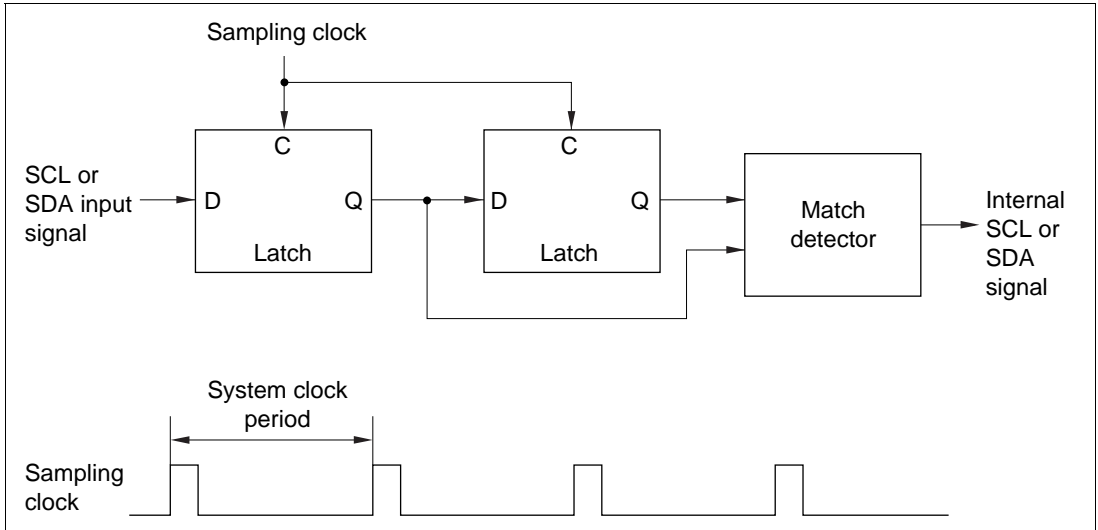 Sampling clock
C
C
SCL or
SDA input
signal
D
Q
Latch
D
Q
Latch
Match
detector
Internal
SCL or
SDA
signal
System clock
period
Sampling
clock